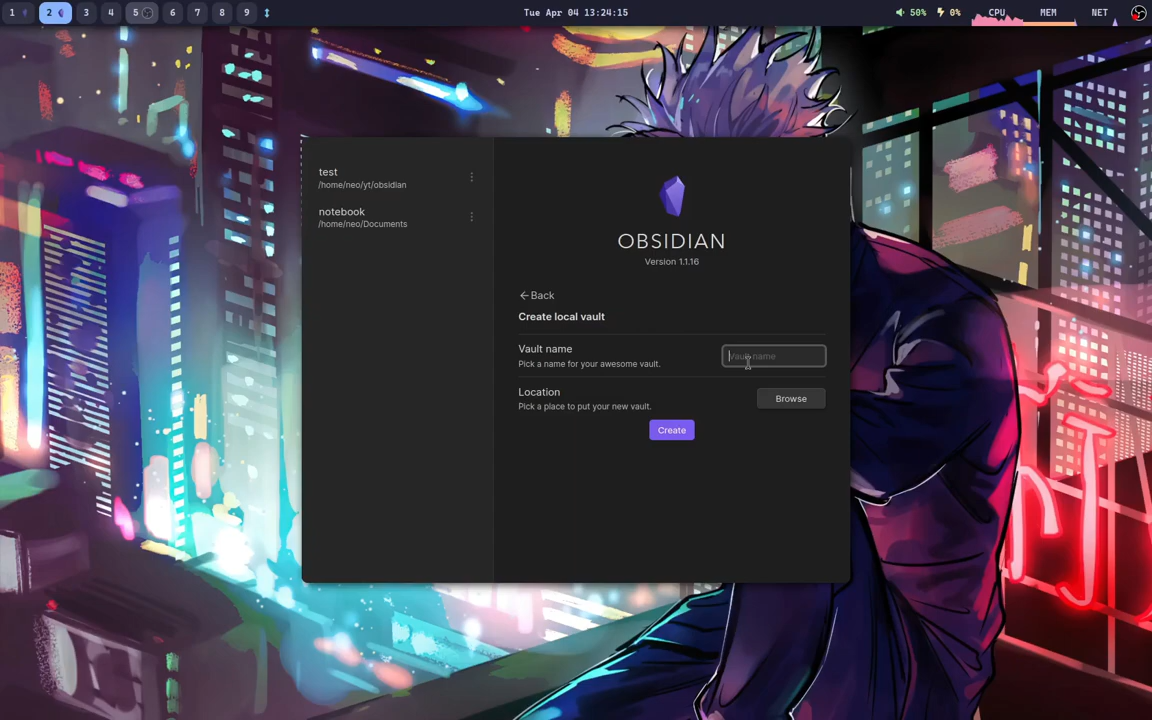 1 2 3 4 5 6 7 8 9
Tue Apr 04 13:24:15
50% 0% CPU MEM NET
test
/home/neo/yt/obsidian
notebook
/home/neo/Documents
OBSIDIAN
Version 1.1.16
Back
Create local vault
Vault name
Pick a name for your awesome vault.
Vault name
Location
Pick a place to put your new vault.
Browse
Create